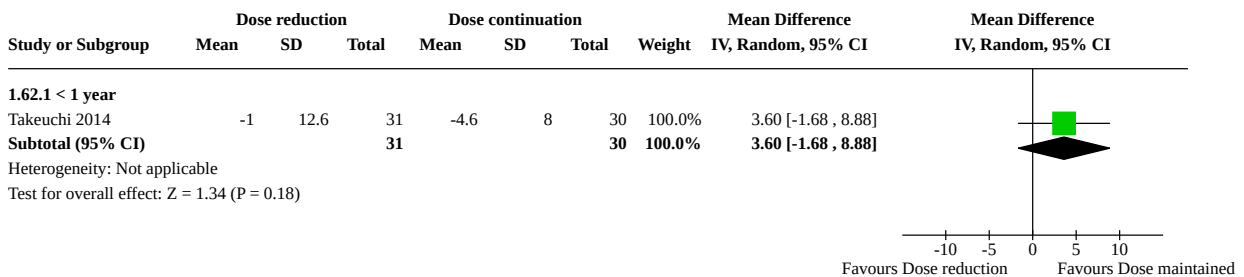 Dose reduction Dose continuation Mean Difference Mean Difference
Study or Subgroup Mean SD Total Mean SD Total Weight IV, Random, 95% CI IV, Random, 95% CI
1.62.1 < 1 year
Takeuchi 2014 -1 12.6 31 -4.6 8 30 100.0% 3.60 [-1.68 , 8.88]
Subtotal (95% CI) 31 30 100.0% 3.60 [-1.68 , 8.88]
Heterogeneity: Not applicable
Test for overall effect: Z = 1.34 (P = 0.18)
-10 -5 0 5 10
Favours Dose reduction Favours Dose maintained